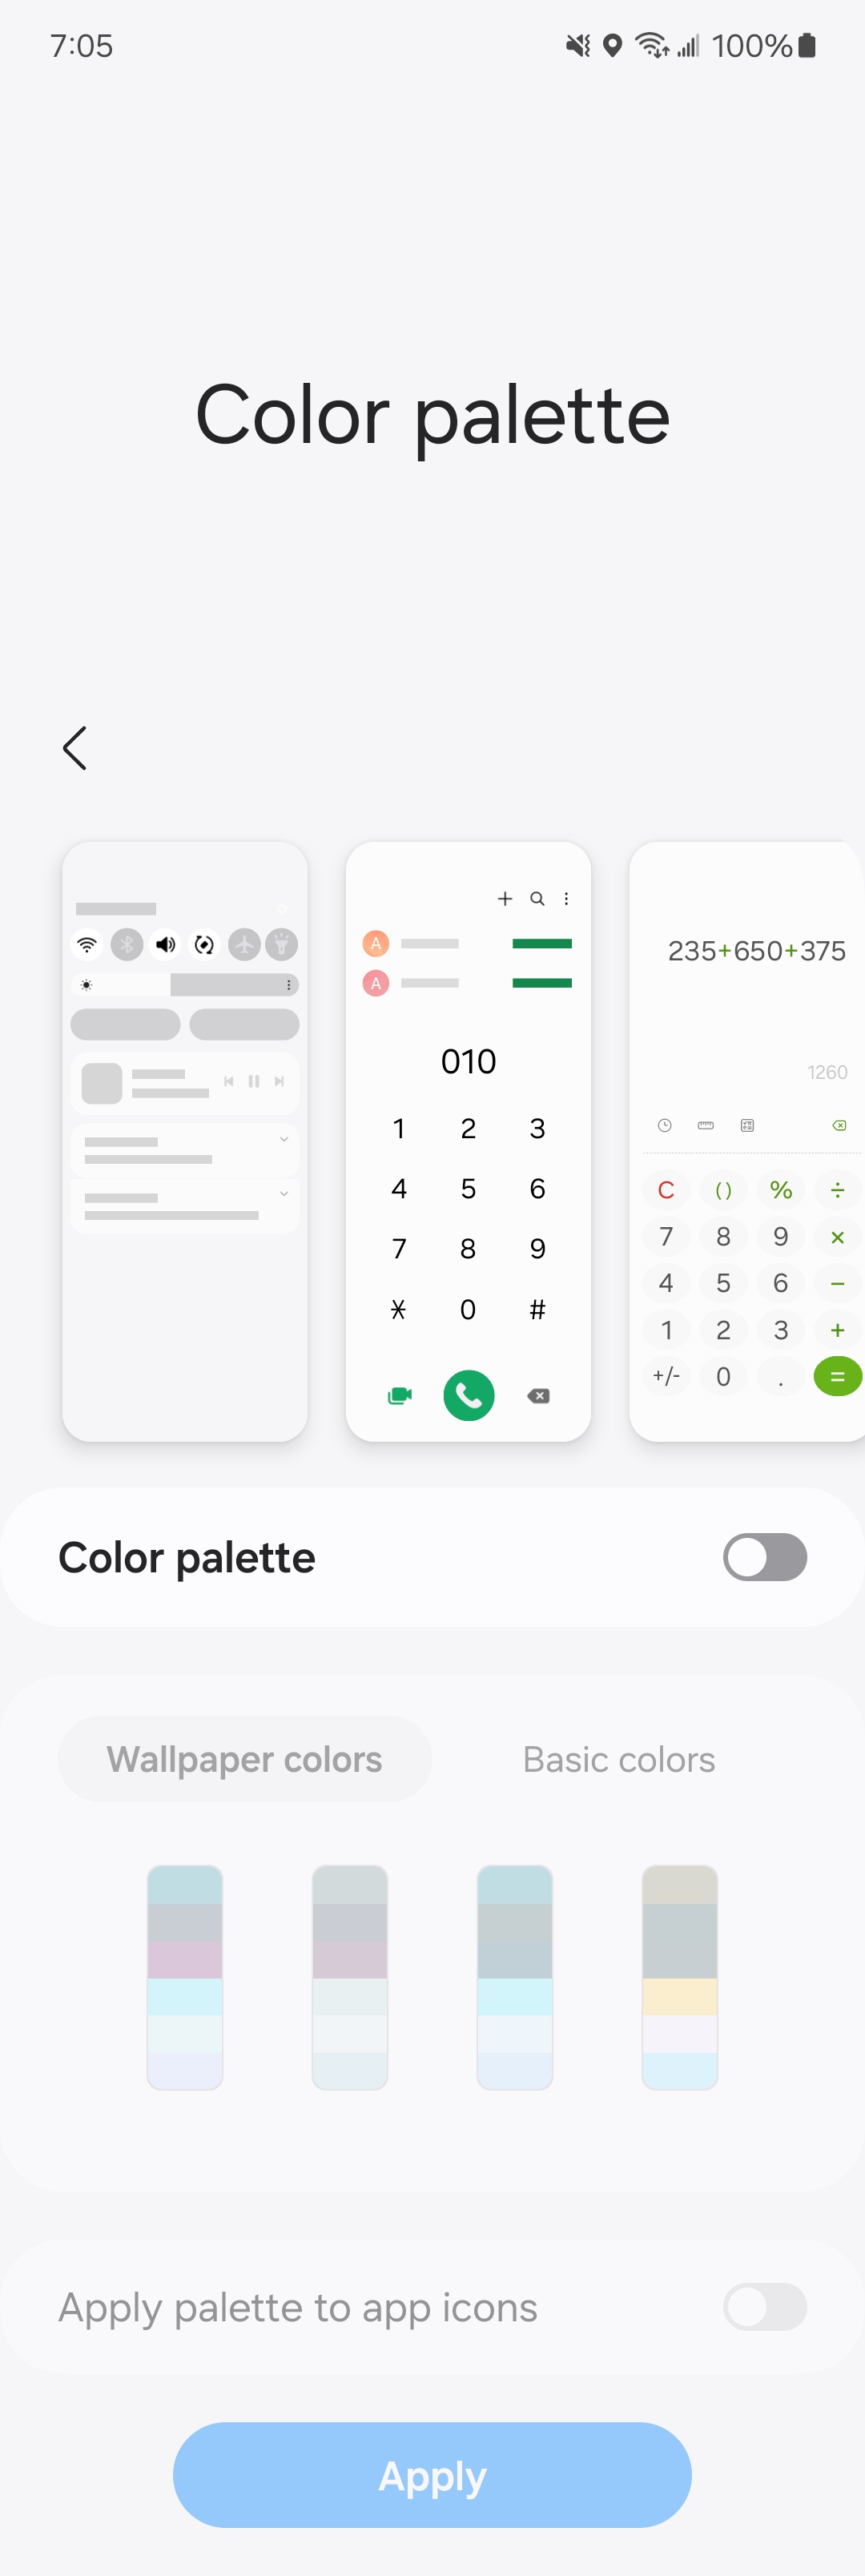 7:05 100%
Color palette
A
A
010
1 2 3
4 5 6
7 8 9
0 #
235+650+375
1260
C () % ÷
7 8 9 ×
4 5 6 −
1 2 3 +
+/- 0 . =
Color palette
Wallpaper colors Basic colors
Apply palette to app icons
Apply